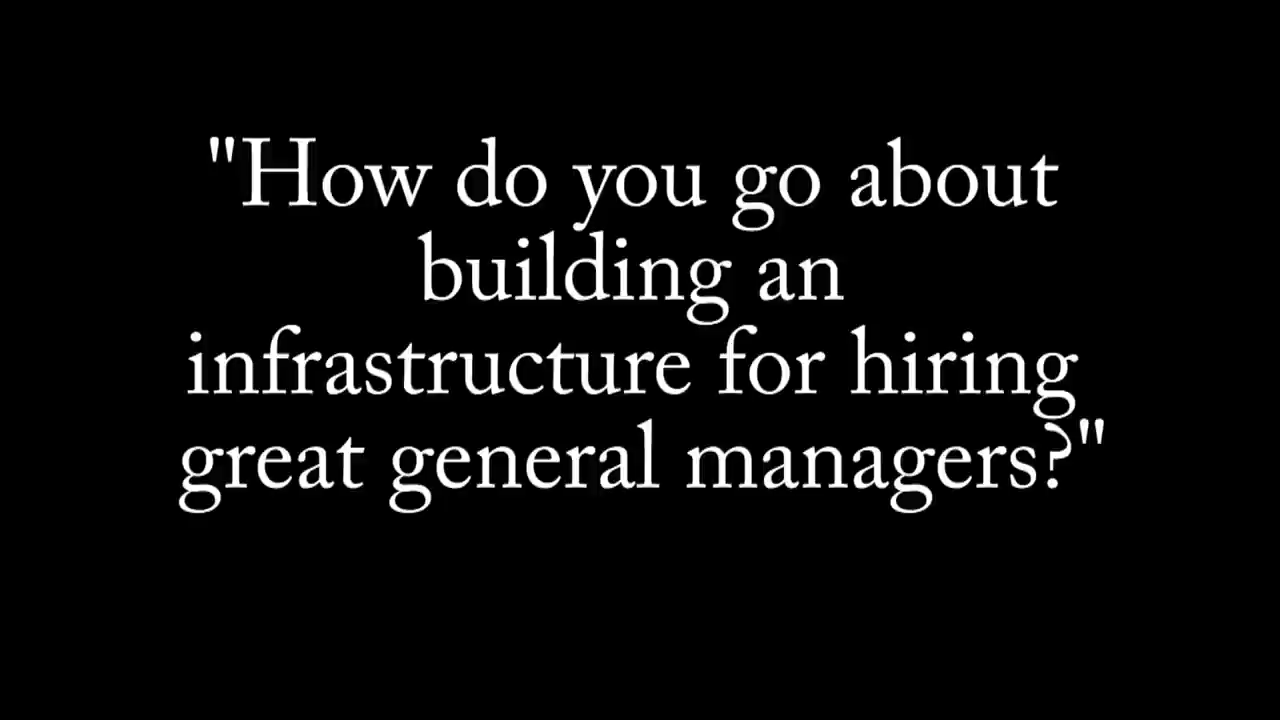 "How do you go about
building an
infrastructure for hiring
great general managers?"